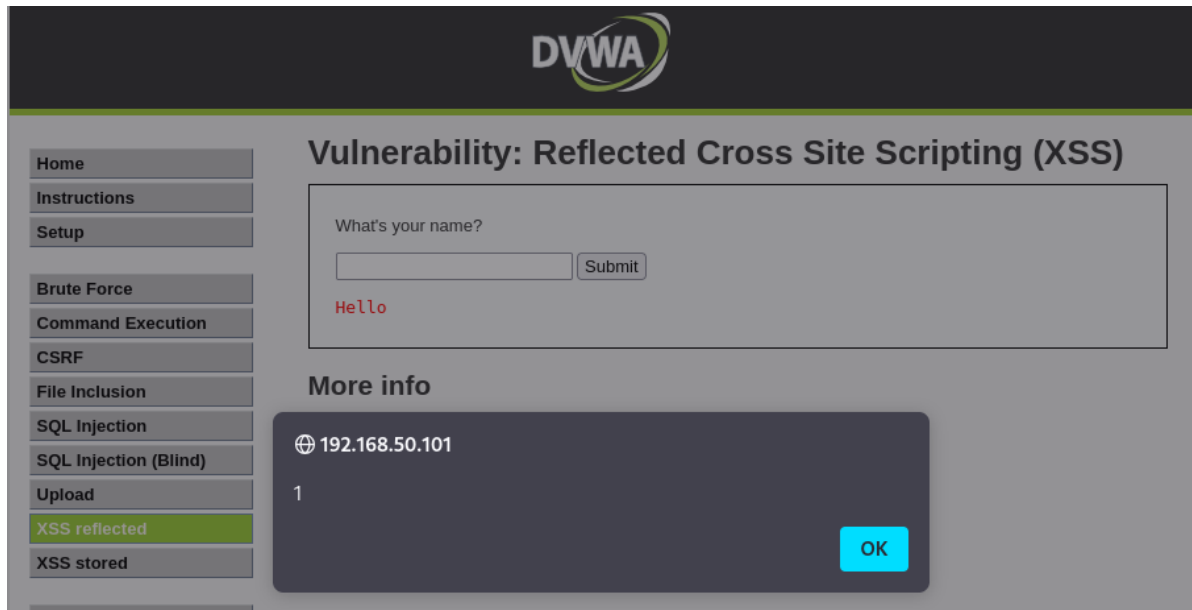 DVWA
Home
Instructions
Setup
Brute Force
Command Execution
CSRF
File Inclusion
SQL Injection
SQL Injection (Blind)
Upload
XSS reflected
XSS stored
Vulnerability: Reflected Cross Site Scripting (XSS)
What's your name?
Submit
Hello
More info
192.168.50.101
1
OK